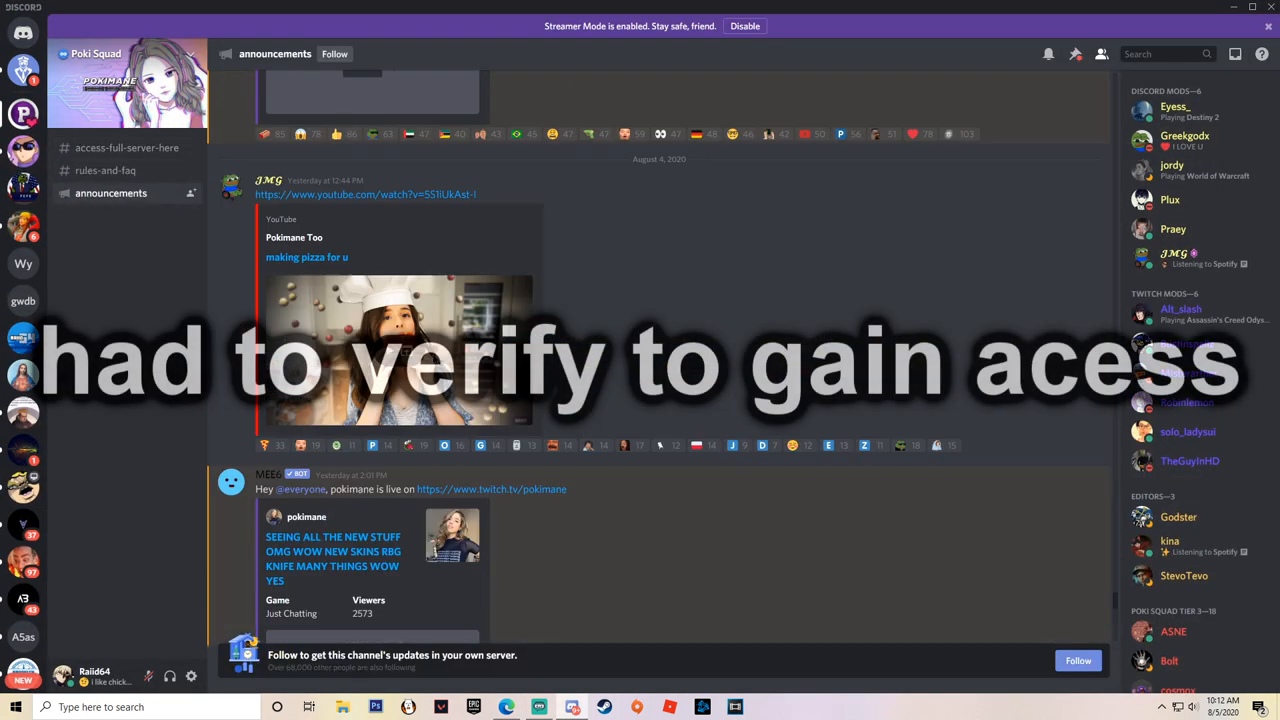 DISCORD
Streamer Mode is enabled. Stay safe, friend. Disable
Poki Squad
POKIMANE
announcements Follow
Search
access-full-server-here
rules-and-faq
announcements
85 78 86 63 47 40 43 45 47 47 59 47 48 46 42 50 56 51 78 103
August 4, 2020
JMG Yesterday at 12:44 PM
YouTube
Pokimane Too
making pizza for u
had to verify to gain acess
33 19 11 14 19 16 14 13 14 14 17 12 14 9 7 12 13 11 18 15
MEE6 BOT Yesterday at 2:01 PM
Hey @everyone, pokimane is live on https://www.twitch.tv/pokimane
pokimane
SEEING ALL THE NEW STUFF
OMG WOW NEW SKINS RBG
KNIFE MANY THINGS WOW
YES
Game Viewers
Just Chatting 2573
Follow to get this channel's updates in your own server.
Over 68,000 other people are also following
Follow
DISCORD MODS—6
Eyess_
Playing Destiny 2
Greekgodx
I LOVE U
jordy
Playing World of Warcraft
Plux
Praey
JMG
Listening to Spotify
TWITCH MODS—6
Alt_slash
Playing Assassin's Creed Odys...
Robinlemon
solo_ladysui
TheGuyInHD
EDITORS—3
Godster
kina
Listening to Spotify
StevoTevo
POKI SQUAD TIER 3—18
ASNE
Bolt
cosmox
1
6
Wy
gwdb
1
37
97
A3
43
A5as
NEW
Raiid64
i like chick...
Type here to search
10:12 AM
8/5/2020
2